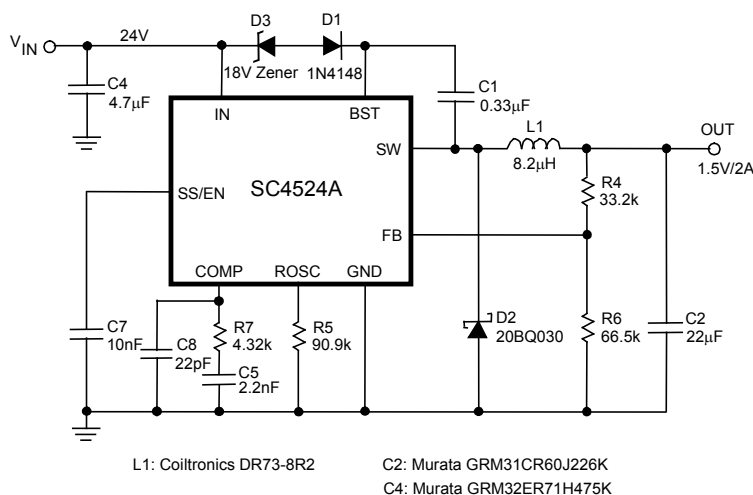 D3
D1
VIN
24V
18V Zener
1N4148
C4
4.7µF
C1
0.33µF
IN
BST
L1
OUT
SW
8.2µH
1.5V/2A
SS/EN
SC4524A
R4
33.2k
FB
COMP
ROSC
GND
C7
10nF
C8
22pF
R7
4.32k
R5
90.9k
D2
20BQ030
R6
66.5k
C2
22µF
C5
2.2nF
L1: Coiltronics DR73-8R2
C2: Murata GRM31CR60J226K
C4: Murata GRM32ER71H475K